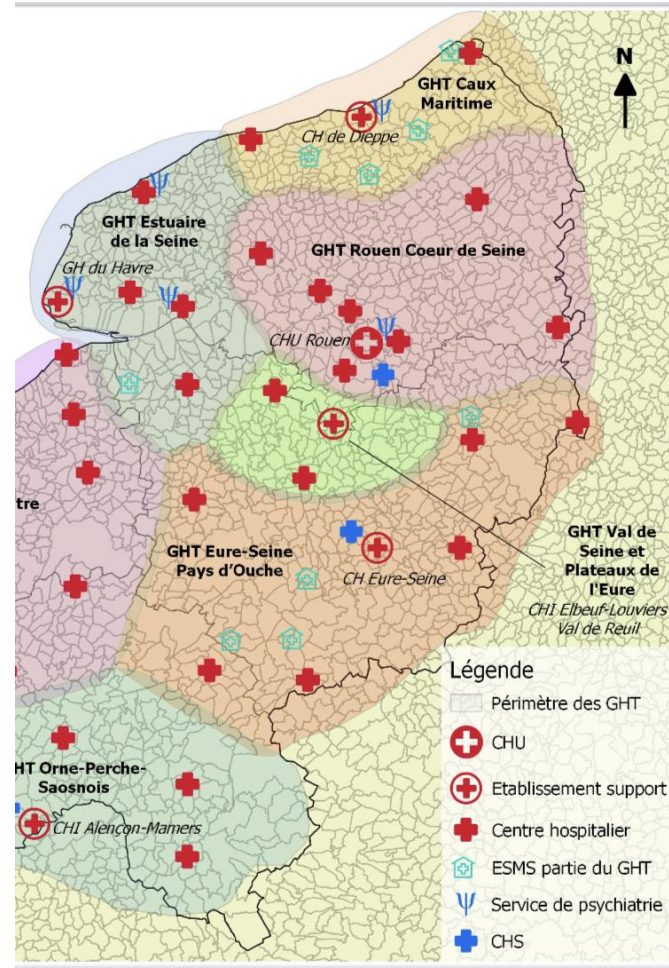 N
GHT Caux
Maritime
CH de Dieppe
GHT Estuaire
de la Seine
GHT Rouen Coeur de Seine
GH du Havre
CHU Rouen
tre
GHT Eure-Seine
Pays d'Ouche
CH Eure-Seine
GHT Val de
Seine et
Plateaux de
l'Eure
CHI Elbeuf-Louviers
Val de Reuil
HT Orne-Perche-
Saosnois
CHI Alençon-Mamers
Légende
Périmètre des GHT
CHU
Etablissement support
Centre hospitalier
ESMS partie du GHT
Service de psychiatrie
CHS